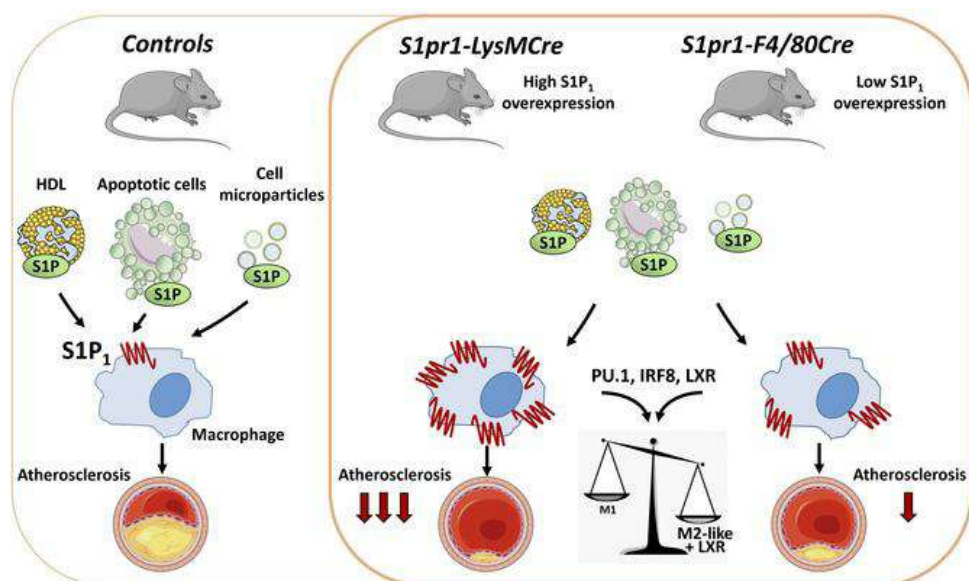 Controls
HDL
Apoptotic cells
Cell
microparticles
S1P
S1P
S1P
S1P₁
Macrophage
Atherosclerosis
S1pr1-LysMCre
High S1P₁
overexpression
S1pr1-F4/80Cre
Low S1P₁
overexpression
S1P
S1P
S1P
PU.1, IRF8, LXR
Atherosclerosis
M1
M2-like
+ LXR
Atherosclerosis